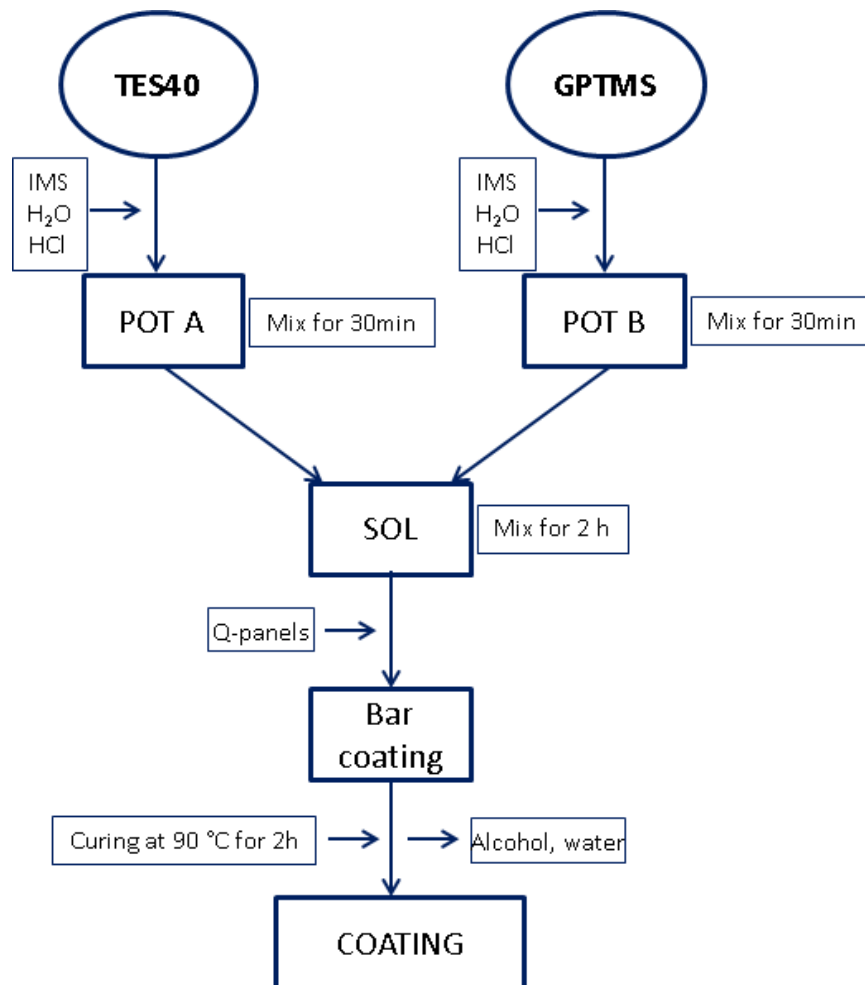 TES40
GPTMS
IMS
H₂O
HCl
IMS
H₂O
HCl
POT A
Mix for 30min
POT B
Mix for 30min
SOL
Mix for 2 h
Q-panels
Bar
coating
Curing at 90 °C for 2h
Alcohol, water
COATING